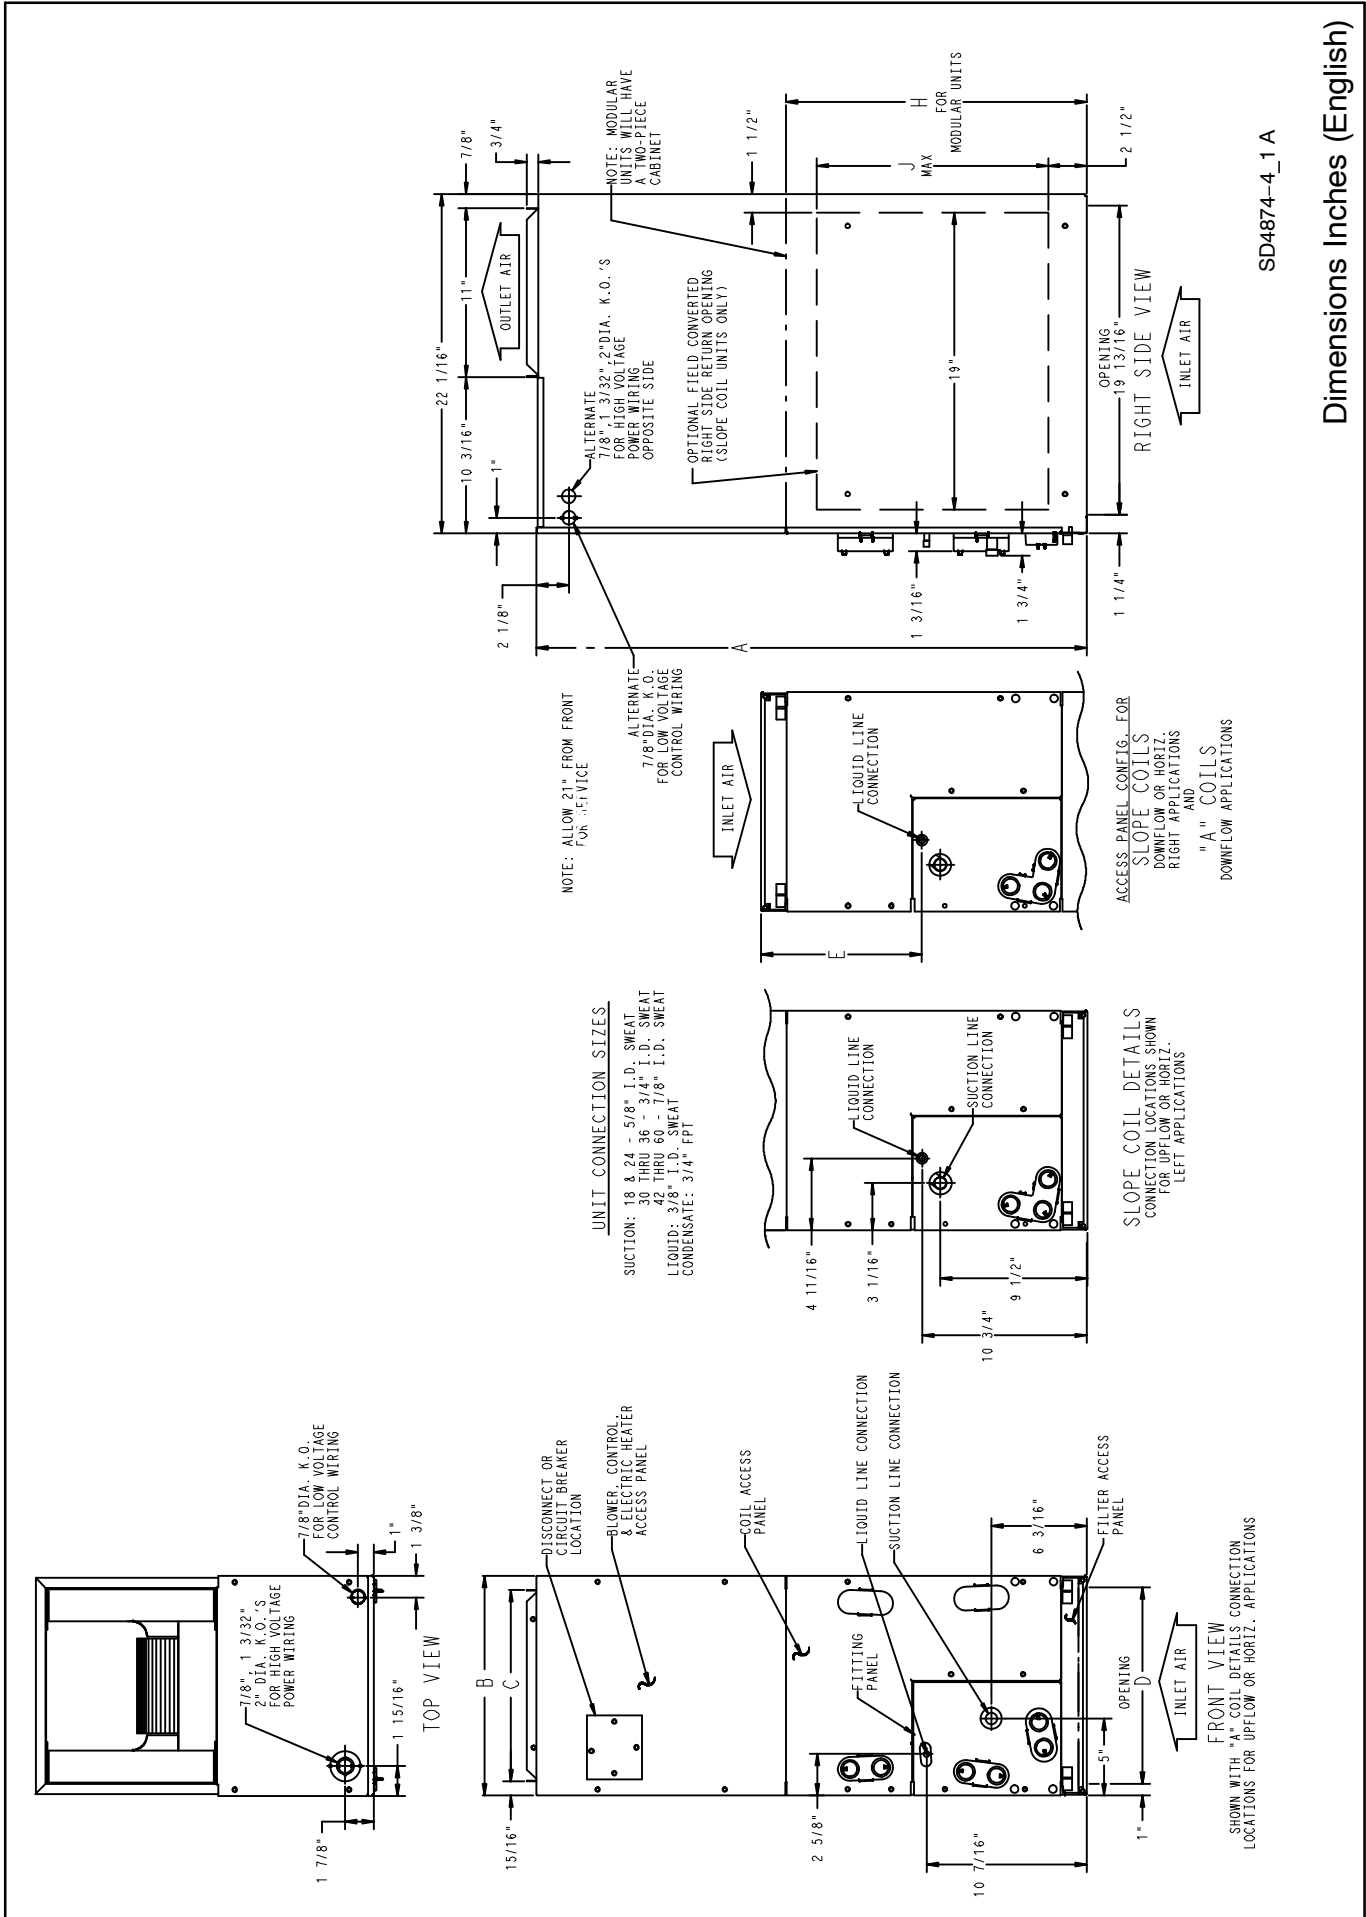 Dimensions Inches (English)
SD4874-4_1 A
7/8", 1 3/32"
2" DIA. K.O.'S
FOR HIGH VOLTAGE
POWER WIRING
7/8"DIA. K.O.
FOR LOW VOLTAGE
CONTROL WIRING
1 7/8"
1 15/16"
1"
1 3/8"
TOP VIEW
UNIT CONNECTION SIZES
SUCTION: 18 & 24 - 5/8" I.D. SWEAT
30 THRU 36 - 3/4" I.D. SWEAT
42 THRU 60 - 7/8" I.D. SWEAT
LIQUID: 3/8" I.D. SWEAT
CONDENSATE: 3/4" FPT
NOTE: ALLOW 21" FROM FRONT
B
C
15/16"
DISCONNECT OR
CIRCUIT BREAKER
LOCATION
BLOWER, CONTROL,
& ELECTRIC HEATER
ACCESS PANEL
COIL ACCESS
PANEL
FITTING
PANEL
LIQUID LINE CONNECTION
SUCTION LINE CONNECTION
2 5/8"
10 7/16"
6 3/16"
FILTER ACCESS
PANEL
1"
5"
OPENING
D
INLET AIR
FRONT VIEW
SHOWN WITH "A" COIL DETAILS CONNECTION
LOCATIONS FOR UPFLOW OR HORIZ. APPLICATIONS
4 11/16"
3 1/16"
LIQUID LINE
CONNECTION
SUCTION LINE
CONNECTION
10 3/4"
9 1/2"
SLOPE COIL DETAILS
CONNECTION LOCATIONS SHOWN
FOR UPFLOW OR HORIZ.
LEFT APPLICATIONS
INLET AIR
E
LIQUID LINE
CONNECTION
ACCESS PANEL CONFIG. FOR
SLOPE COILS
DOWNFLOW OR HORIZ.
RIGHT APPLICATIONS
AND
"A" COILS
DOWNFLOW APPLICATIONS
22 1/16"
10 3/16"
11"
7/8"
3/4"
1"
2 1/8"
OUTLET AIR
ALTERNATE
7/8",1 3/32",2"DIA. K.O.'S
FOR HIGH VOLTAGE
POWER WIRING
OPPOSITE SIDE
NOTE: MODULAR
UNITS WILL HAVE
A TWO-PIECE
CABINET
ALTERNATE
7/8"DIA. K.O.
FOR LOW VOLTAGE
CONTROL WIRING
OPTIONAL FIELD CONVERTED
RIGHT SIDE RETURN OPENING
(SLOPE COIL UNITS ONLY)
A
1 1/2"
19"
J
MAX
H
FOR
MODULAR UNITS
1 3/16"
1 3/4"
1 1/4"
2 1/2"
OPENING
19 13/16"
RIGHT SIDE VIEW
INLET AIR